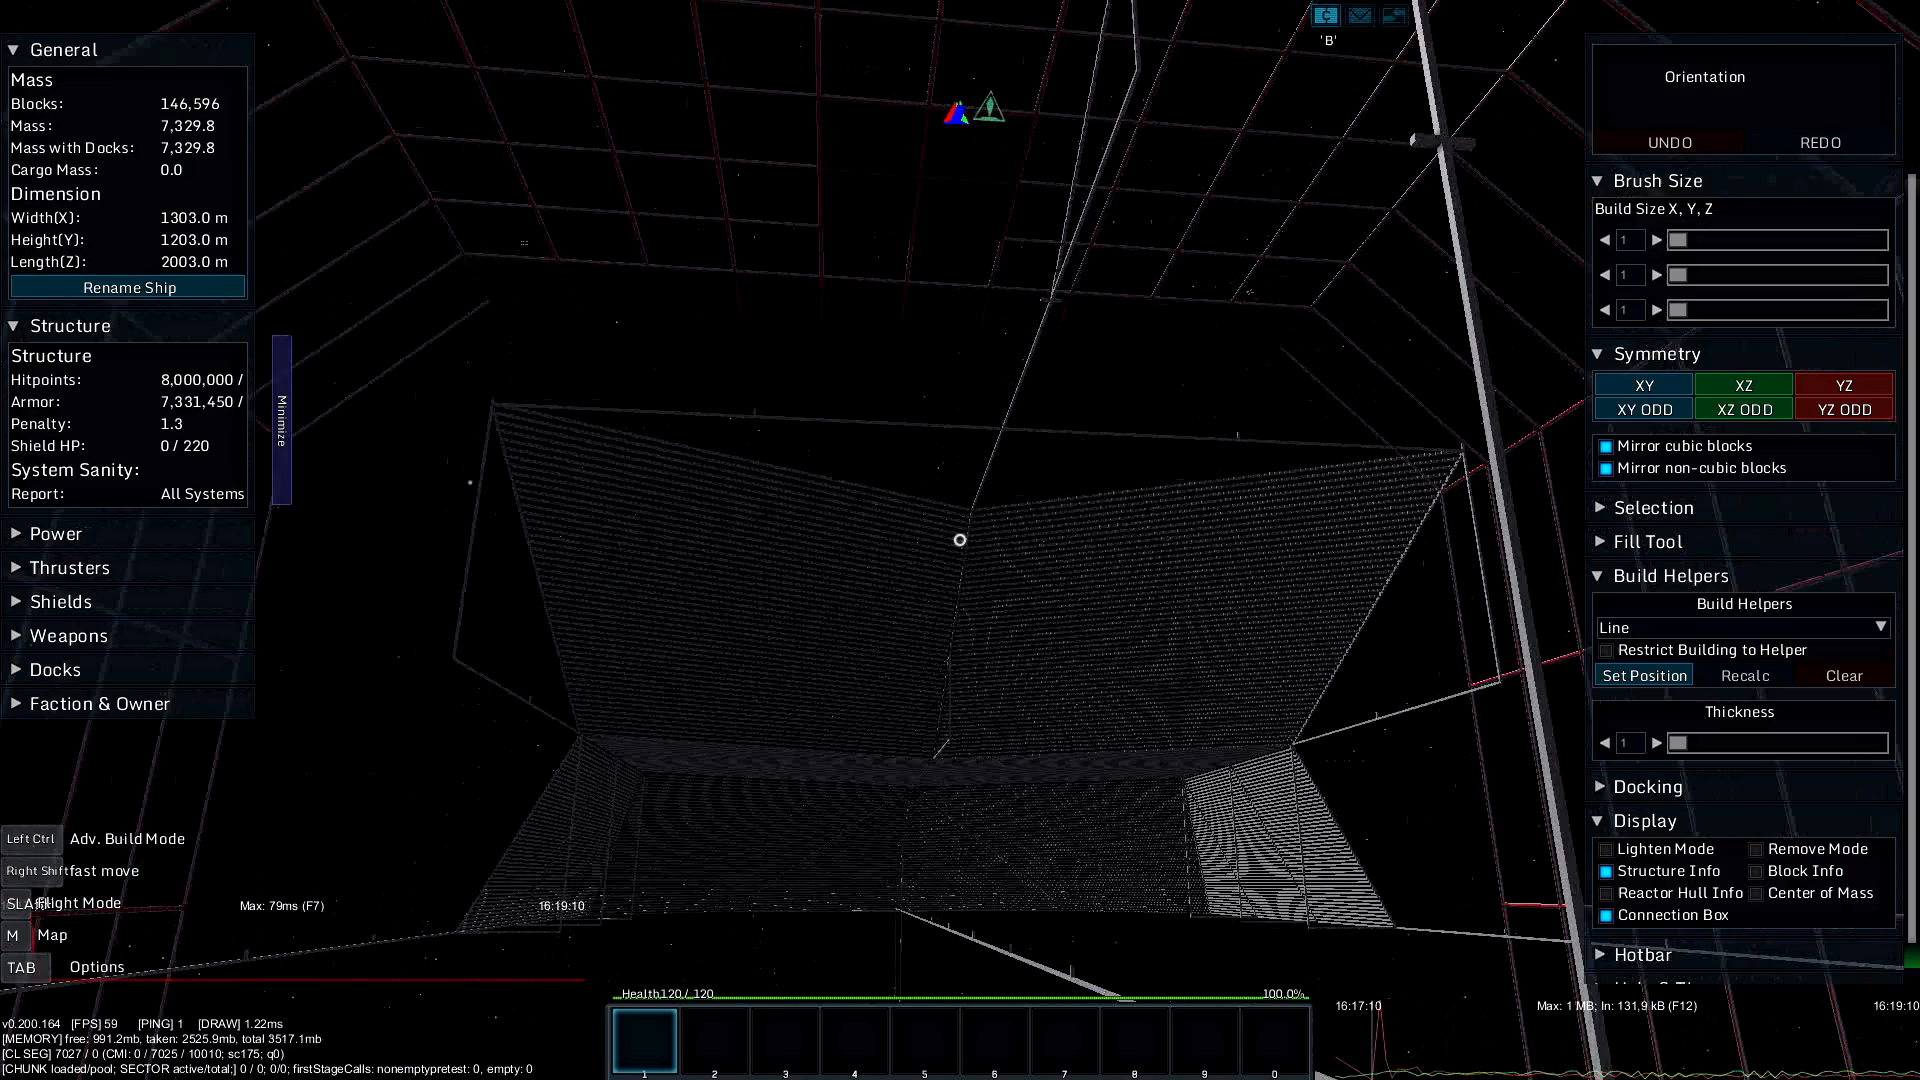 General
Mass
Blocks: 146,596
Mass: 7,329.8
Mass with Docks: 7,329.8
Cargo Mass: 0.0
Dimension
Width(X): 1303.0 m
Height(Y): 1203.0 m
Length(Z): 2003.0 m
Rename Ship
Structure
Structure
Hitpoints: 8,000,000 /
Armor: 7,331,450 /
Penalty: 1.3
Shield HP: 0 / 220
System Sanity:
Report: All Systems
Minimize
Power
Thrusters
Shields
Weapons
Docks
Faction & Owner
Left Ctrl Adv. Build Mode
Right Shift fast move
Flight Mode
M Map
TAB Options
Max: 79ms (F7)
16:19:10
v0.200.164 [FPS] 59 [PING] 1 [DRAW] 1.22ms
[MEMORY] free: 991.2mb, taken: 2525.9mb, total 3517.1mb
[CL SEG] 7027 / 0 (CMI: 0 / 7025 / 10010; sc175; q0)
[CHUNK loaded/pool; SECTOR active/total;] 0 / 0; 0/0; firstStageCalls: nonemptypretest: 0, empty: 0
'B'
Health120 / 120 100.0%
1 2 3 4 5 6 7 8 9 0
Orientation
UNDO REDO
Brush Size
Build Size X, Y, Z
1
1
1
Symmetry
XY XZ YZ
XY ODD XZ ODD YZ ODD
Mirror cubic blocks
Mirror non-cubic blocks
Selection
Fill Tool
Build Helpers
Build Helpers
Line
Restrict Building to Helper
Set Position Recalc Clear
Thickness
1
Docking
Display
Lighten Mode Remove Mode
Structure Info Block Info
Reactor Hull Info Center of Mass
Connection Box
Hotbar
16:17:10 Max: 1 MB; In: 131,9 kB (F12) 16:19:10